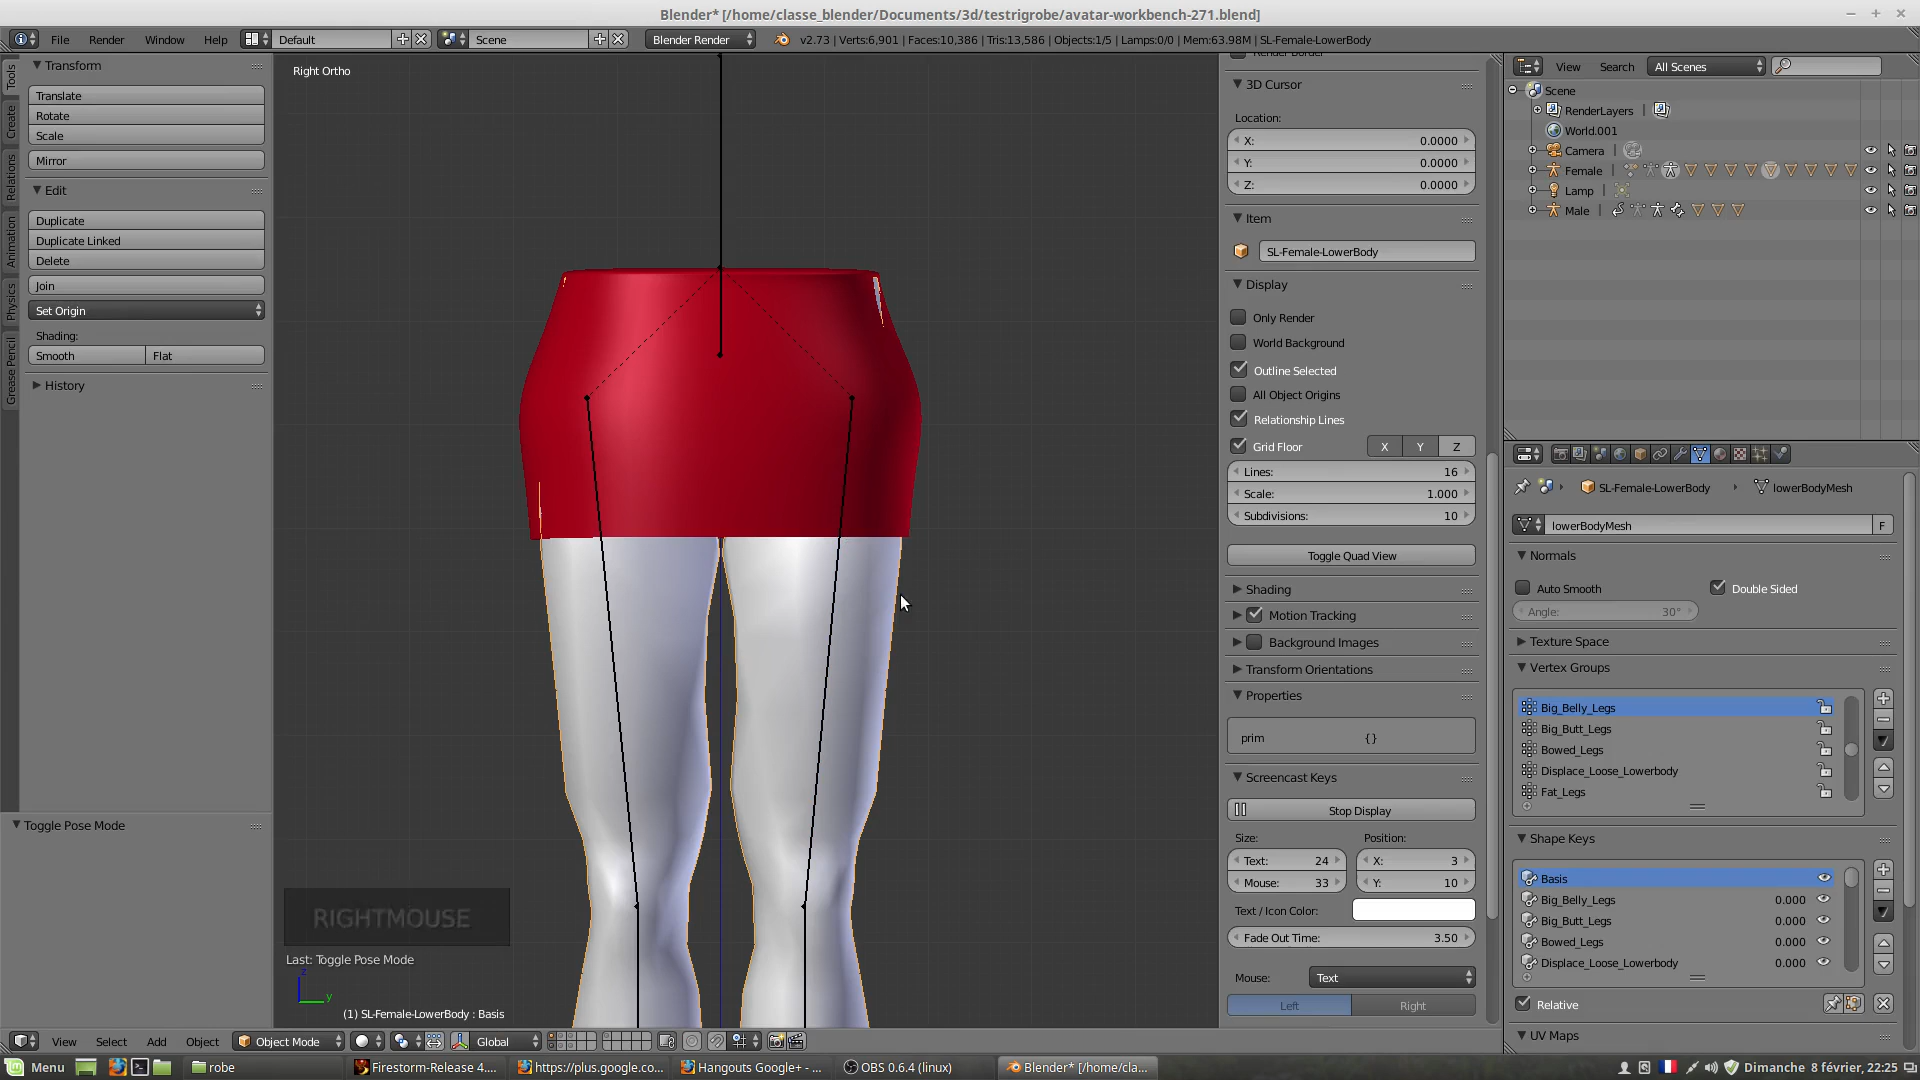 Blender* [/home/classe_blender/Documents/3d/testrigrobe/avatar-workbench-271.blend]
File Render Window Help Default Scene Blender Render v2.73 | Verts:6,901 | Faces:10,386 | Tris:13,586 | Objects:1/5 | Lamps:0/0 | Mem:63.98M | SL-Female-LowerBody
Tools
Create
Relations
Animation
Physics
Grease Pencil
Transform
Translate
Rotate
Scale
Mirror
Edit
Duplicate
Duplicate Linked
Delete
Join
Set Origin
Shading:
Smooth Flat
History
Toggle Pose Mode
Right Ortho
RIGHTMOUSE
Last: Toggle Pose Mode
z
y
(1) SL-Female-LowerBody : Basis
3D Cursor
Location:
X: 0.0000
Y: 0.0000
Z: 0.0000
Item
SL-Female-LowerBody
Display
Only Render
World Background
Outline Selected
All Object Origins
Relationship Lines
Grid Floor X Y Z
Lines: 16
Scale: 1.000
Subdivisions: 10
Toggle Quad View
Shading
Motion Tracking
Background Images
Transform Orientations
Properties
prim {}
Screencast Keys
Stop Display
Size: Position:
Text: 24 X: 3
Mouse: 33 Y: 10
Text / Icon Color:
Fade Out Time: 3.50
Mouse: Text
Left Right
View Search All Scenes
Scene
RenderLayers |
World.001
Camera |
Female |
Lamp |
Male |
SL-Female-LowerBody lowerBodyMesh
lowerBodyMesh F
Normals
Auto Smooth Double Sided
Angle: 30°
Texture Space
Vertex Groups
Big_Belly_Legs
Big_Butt_Legs
Bowed_Legs
Displace_Loose_Lowerbody
Fat_Legs
Shape Keys
Basis
Big_Belly_Legs 0.000
Big_Butt_Legs 0.000
Bowed_Legs 0.000
Displace_Loose_Lowerbody 0.000
Relative
UV Maps
View Select Add Object Object Mode Global
Menu robe Firestorm-Release 4.... https://plus.google.co... Hangouts Google+ - ... OBS 0.6.4 (linux) Blender* [/home/cla... Dimanche 8 février, 22:25